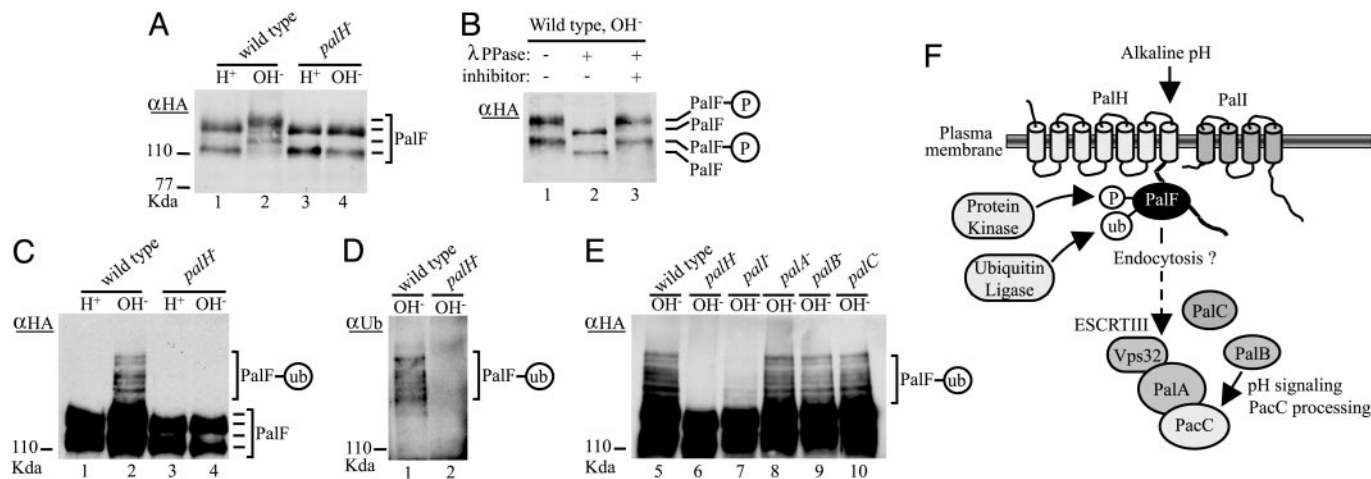 A
wild type palH-
H+ OH- H+ OH-
αHA
PalF
110
77
Kda 1 2 3 4
B
Wild type, OH-
λ PPase: - + +
inhibitor: - - +
αHA
PalF P
PalF
PalF P
PalF
1 2 3
C
wild type palH-
H+ OH- H+ OH-
αHA
PalF ub
PalF
110
Kda 1 2 3 4
D
wild type palH-
OH- OH-
αUb
PalF ub
110
Kda 1 2
E
wild type palH- palI- palA- palB- palC-
OH- OH- OH- OH- OH- OH-
αHA
PalF ub
110
Kda 5 6 7 8 9 10
F
Alkaline pH
PalH PalI
Plasma
membrane
Protein
Kinase
P
PalF
ub
Ubiquitin
Ligase
Endocytosis ?
PalC
ESCRTIII
Vps32
PalB
PalA
pH signaling
PacC processing
PacC